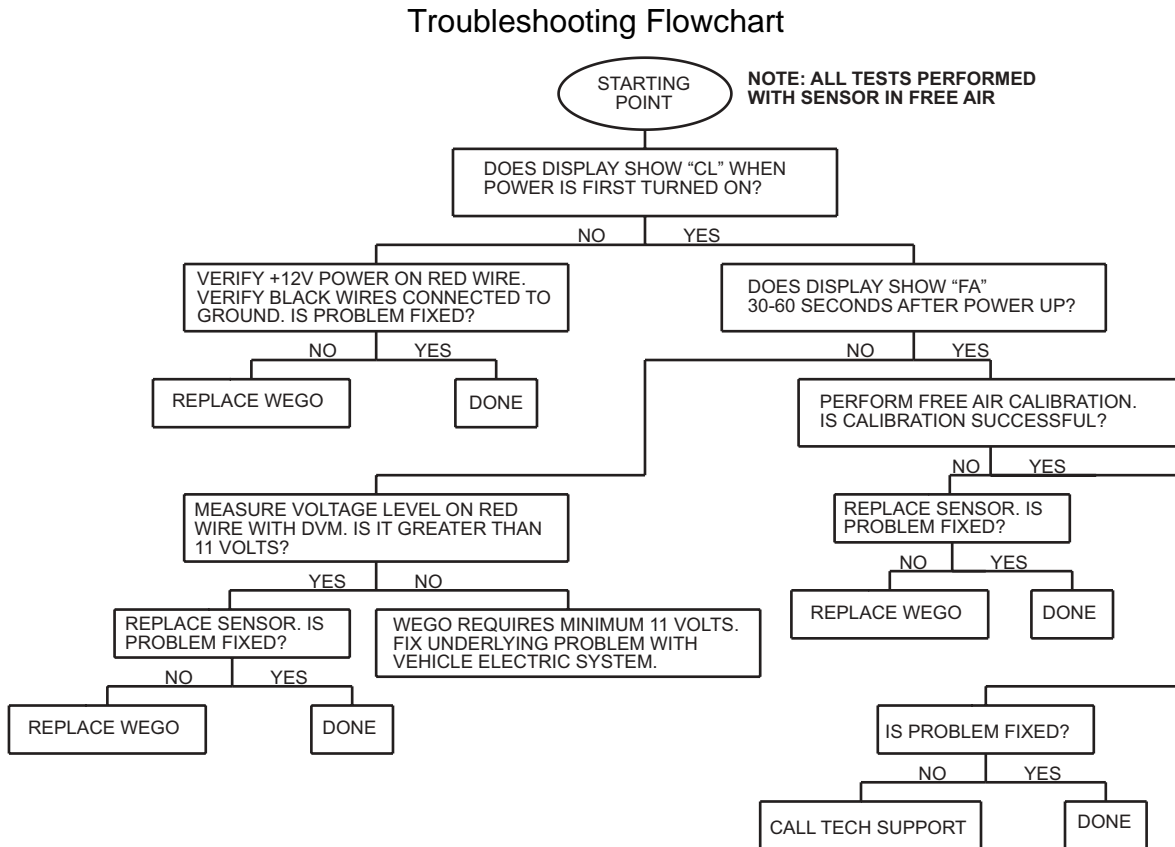 Troubleshooting Flowchart
STARTING
POINT
NOTE: ALL TESTS PERFORMED
WITH SENSOR IN FREE AIR
DOES DISPLAY SHOW “CL” WHEN
POWER IS FIRST TURNED ON?
NO YES
VERIFY +12V POWER ON RED WIRE.
VERIFY BLACK WIRES CONNECTED TO
GROUND. IS PROBLEM FIXED?
DOES DISPLAY SHOW “FA”
30-60 SECONDS AFTER POWER UP?
NO YES
NO YES
REPLACE WEGO
DONE
PERFORM FREE AIR CALIBRATION.
IS CALIBRATION SUCCESSFUL?
NO YES
MEASURE VOLTAGE LEVEL ON RED
WIRE WITH DVM. IS IT GREATER THAN
11 VOLTS?
REPLACE SENSOR. IS
PROBLEM FIXED?
NO YES
YES NO
REPLACE WEGO
DONE
REPLACE SENSOR. IS
PROBLEM FIXED?
WEGO REQUIRES MINIMUM 11 VOLTS.
FIX UNDERLYING PROBLEM WITH
VEHICLE ELECTRIC SYSTEM.
NO YES
REPLACE WEGO
DONE
IS PROBLEM FIXED?
NO YES
CALL TECH SUPPORT
DONE